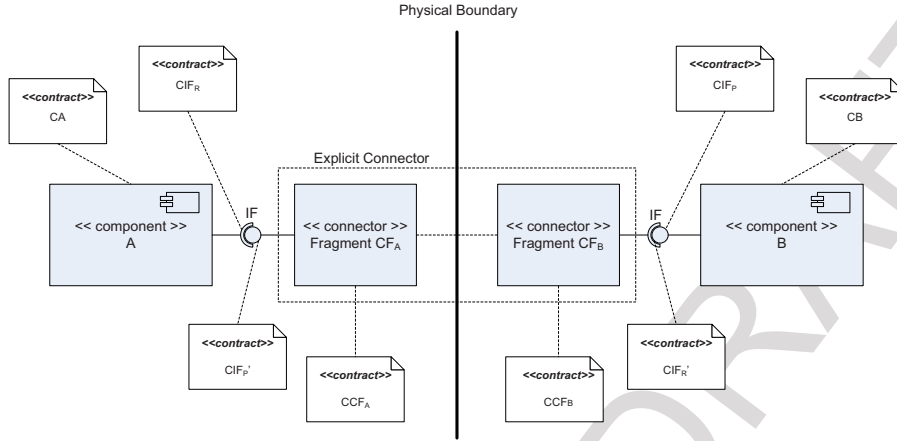 Physical Boundary
<<contract>>
CIF_R
<<contract>>
CIF_P
<<contract>>
CA
<<contract>>
CB
Explicit Connector
<< component >>
A
IF
<< connector >>
Fragment CF_A
<< connector >>
Fragment CF_B
IF
<< component >>
B
<<contract>>
CIF_P'
<<contract>>
CCF_A
<<contract>>
CCF_B
<<contract>>
CIF_R'
DRAFT